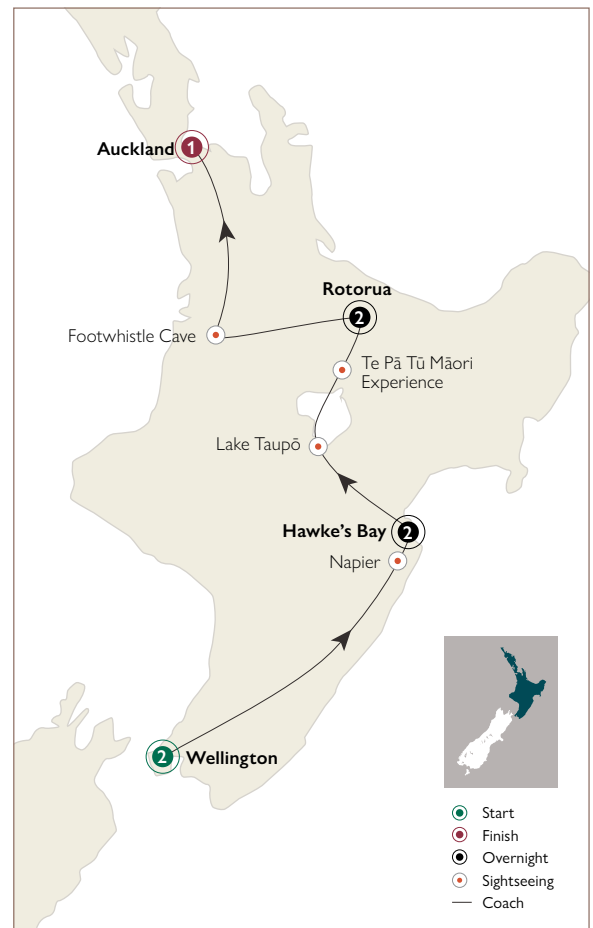 Auckland
1
Rotorua
2
Footwhistle Cave
Te Pā Tū Māori
Experience
Lake Taupō
Hawke's Bay
2
Napier
2
Wellington
Start
Finish
Overnight
Sightseeing
Coach